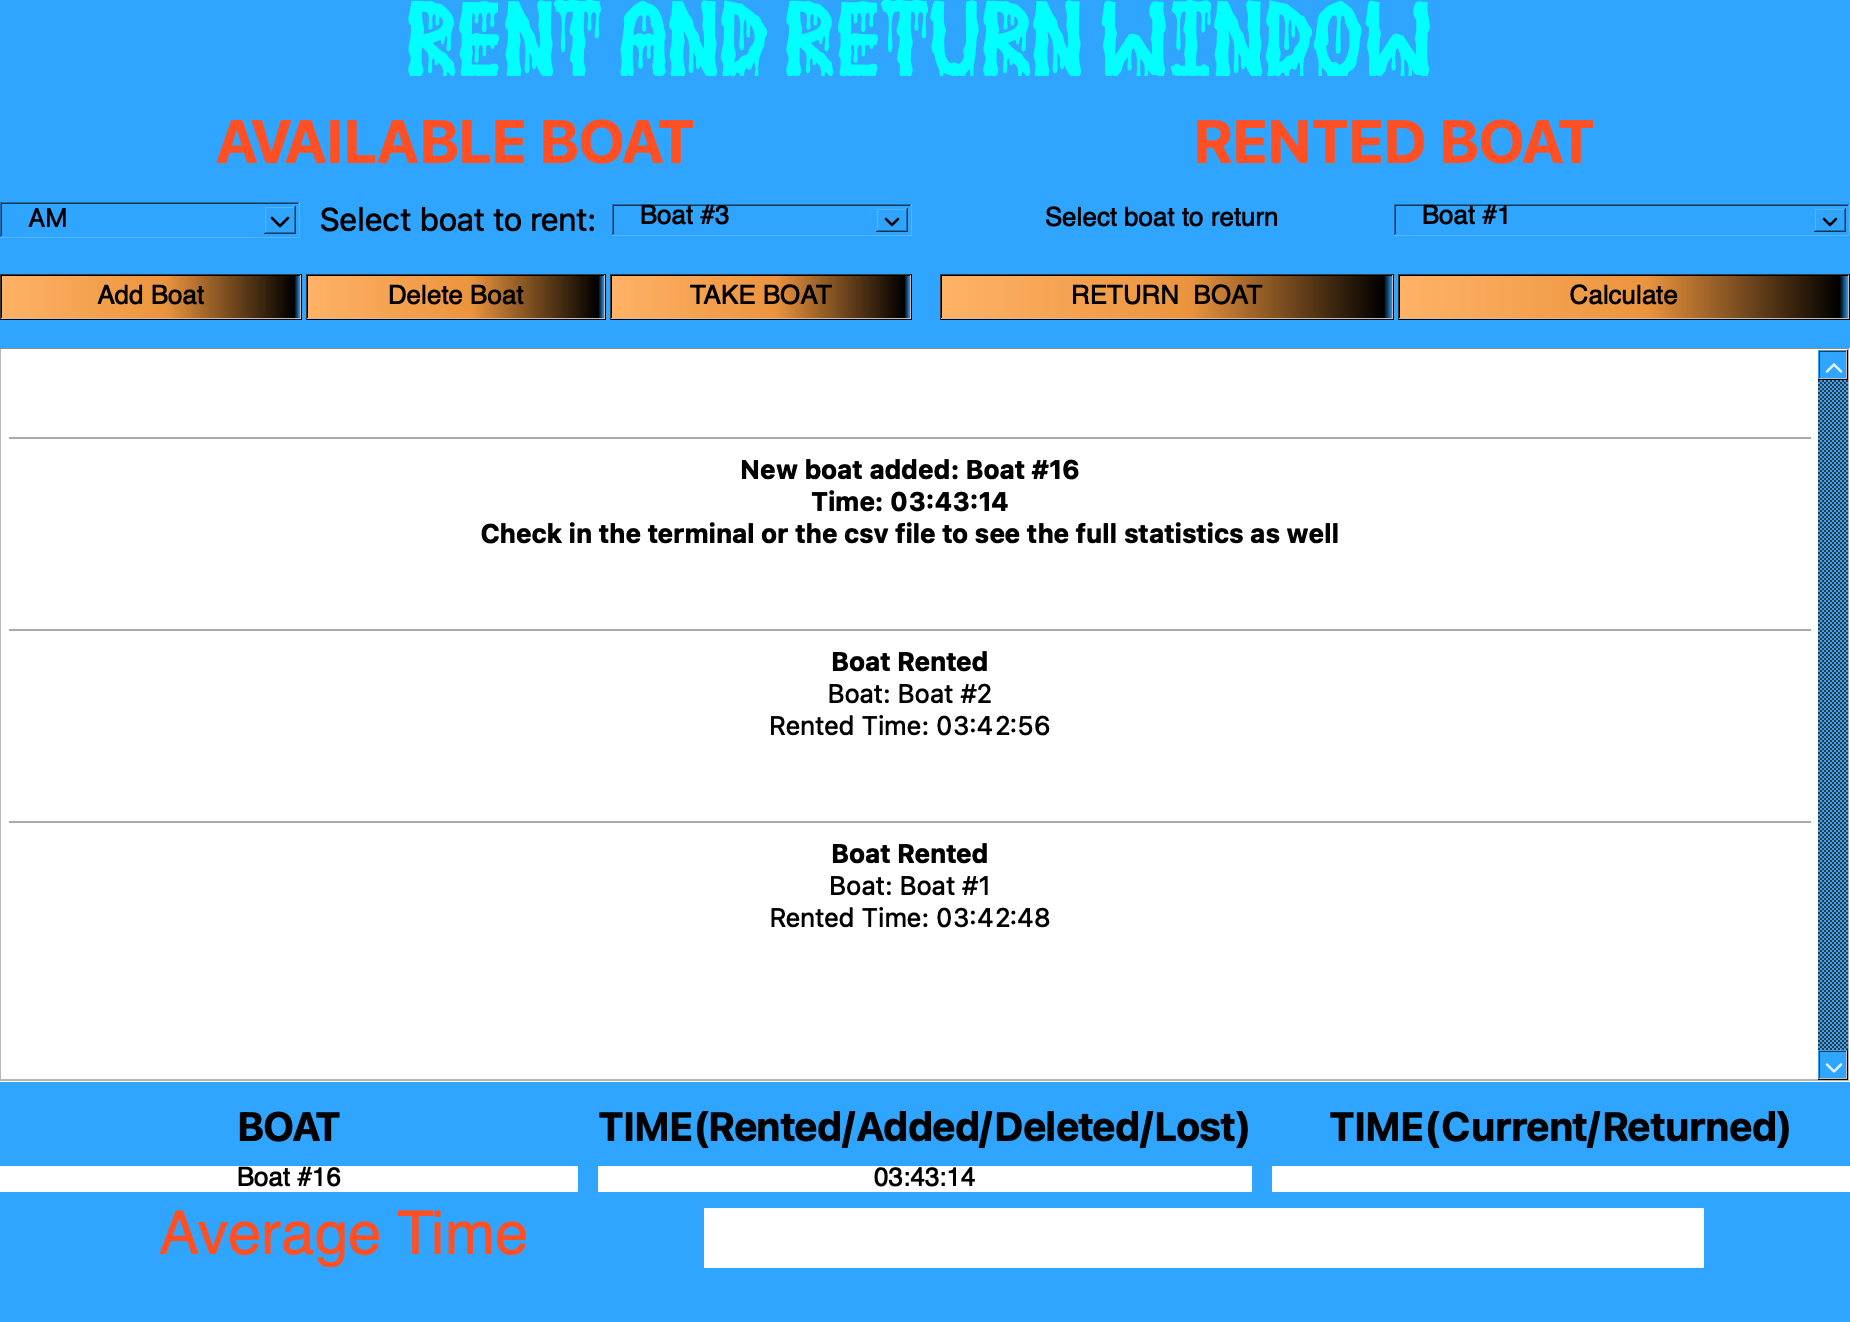 RENT AND RETURN WINDOW
AVAILABLE BOAT
RENTED BOAT
AM
Select boat to rent:
Boat #3
Select boat to return
Boat #1
Add Boat
Delete Boat
TAKE BOAT
RETURN  BOAT
Calculate
New boat added: Boat #16
Time: 03:43:14
Check in the terminal or the csv file to see the full statistics as well
Boat Rented
Boat: Boat #2
Rented Time: 03:42:56
Boat Rented
Boat: Boat #1
Rented Time: 03:42:48
BOAT
TIME(Rented/Added/Deleted/Lost)
TIME(Current/Returned)
Boat #16
03:43:14
Average Time